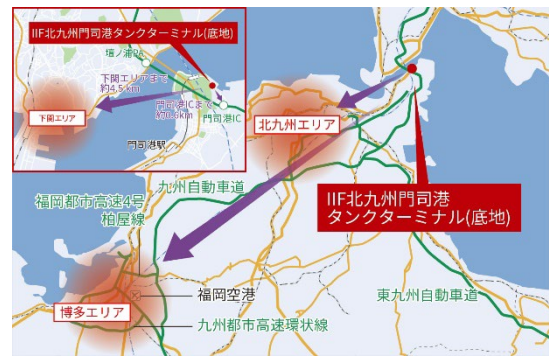 IIF北九州門司港タンクターミナル(底地)
壇ノ浦PA
下関エリアまで
約4.5km
門司港ICまで
約0.6km
下関エリア
門司港IC
門司港駅
北九州エリア
九州自動車道
IIF北九州門司港
タンクターミナル(底地)
福岡都市高速4号
粕屋線
福岡空港
博多エリア
東九州自動車道
九州都市高速環状線